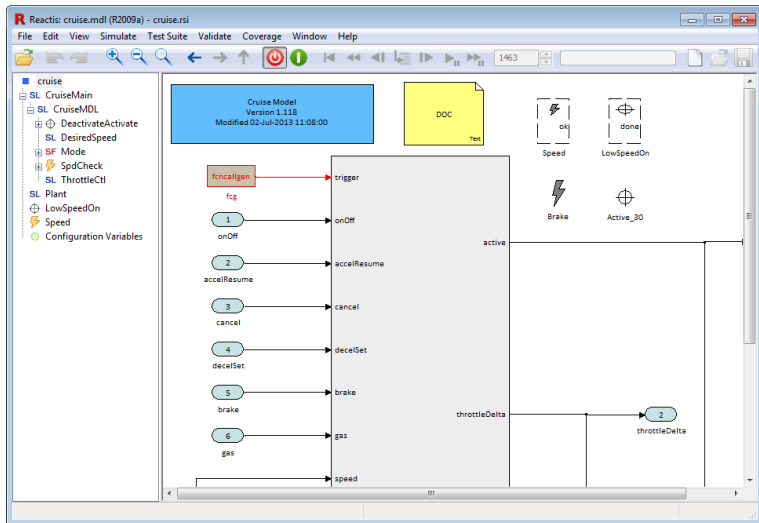 Reactis: cruise.mdl (R2009a) - cruise.rsi
File Edit View Simulate Test Suite Validate Coverage Window Help
1463
cruise
SL CruiseMain
SL CruiseMDL
DeactivateActivate
SL DesiredSpeed
SF Mode
SpdCheck
SL ThrottleCtl
SL Plant
LowSpeedOn
Speed
Configuration Variables
Cruise Model
Version 1.118
Modified 02-Jul-2013 11:08:00
DOC
Text
ok
Speed
done
LowSpeedOn
Brake
Active_30
fcncallgen
fcg
trigger
1
onOff
onOff
active
2
accelResume
accelResume
3
cancel
cancel
4
decelSet
decelSet
5
brake
brake
throttleDelta
2
throttleDelta
6
gas
gas
speed